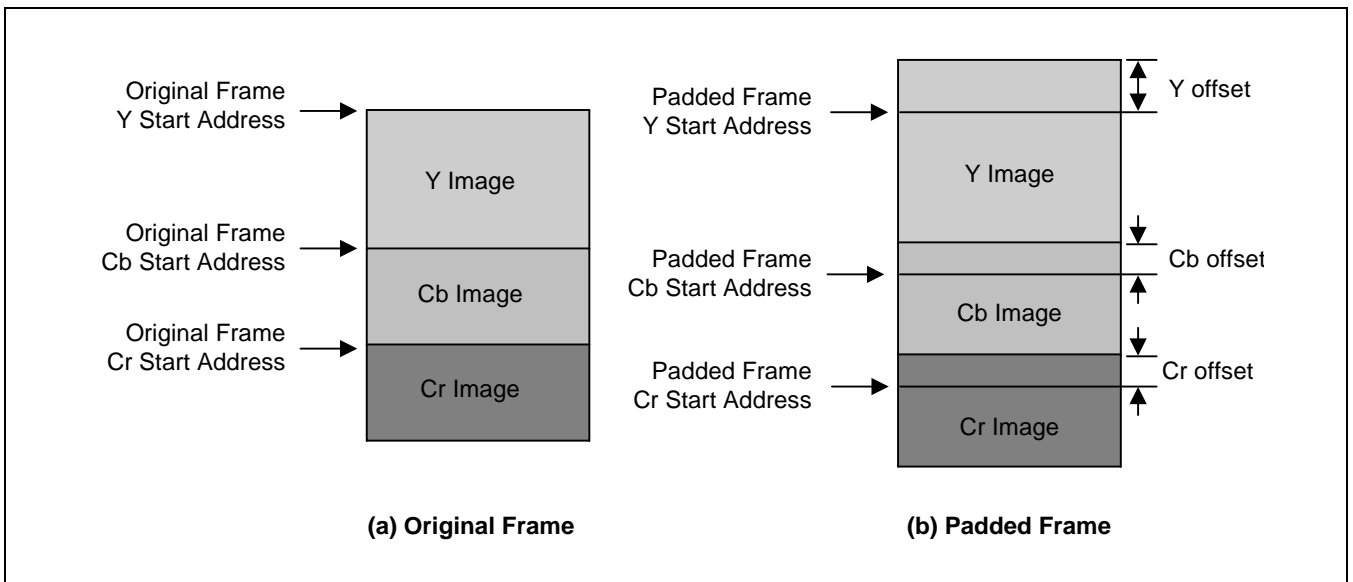 Original Frame
Y Start Address
Y Image
Original Frame
Cb Start Address
Cb Image
Original Frame
Cr Start Address
Cr Image
(a) Original Frame
Padded Frame
Y Start Address
Y offset
Y Image
Padded Frame
Cb Start Address
Cb offset
Cb Image
Padded Frame
Cr Start Address
Cr offset
Cr Image
(b) Padded Frame